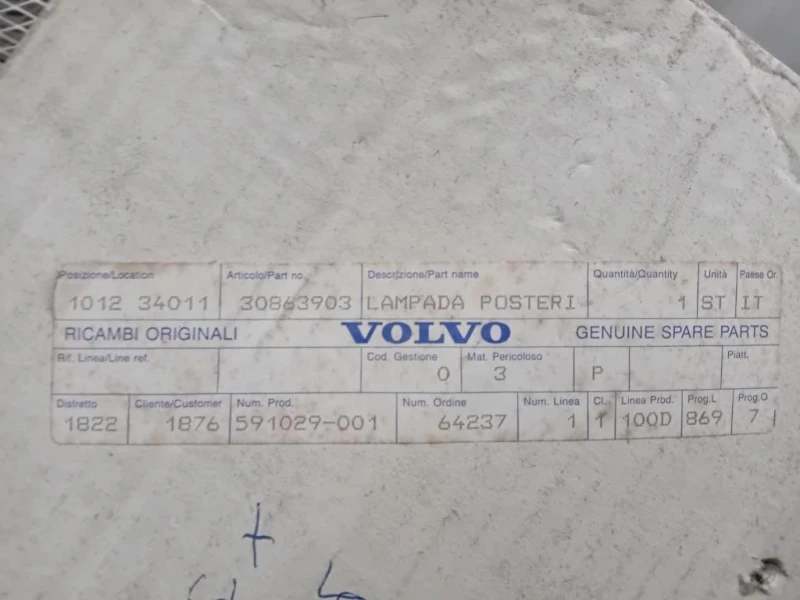 Posizione/Location Articolo/Part no. Descrizione/Part name Quantità/Quantity Unità Paese Or.
1012 34011 30863903 LAMPADA POSTERI 1 ST IT
RICAMBI ORIGINALI VOLVO GENUINE SPARE PARTS
Rif. Linea/Line ref. Cod. Gestione Mat. Pericoloso Piatt.
0 3 P
Distretto Cliente/Customer Num. Prod. Num. Ordine Num. Linea Cl. Linea Prod. Prog.L Prog.O
1822 1876 591029-001 64237 1 1 100D 869 7